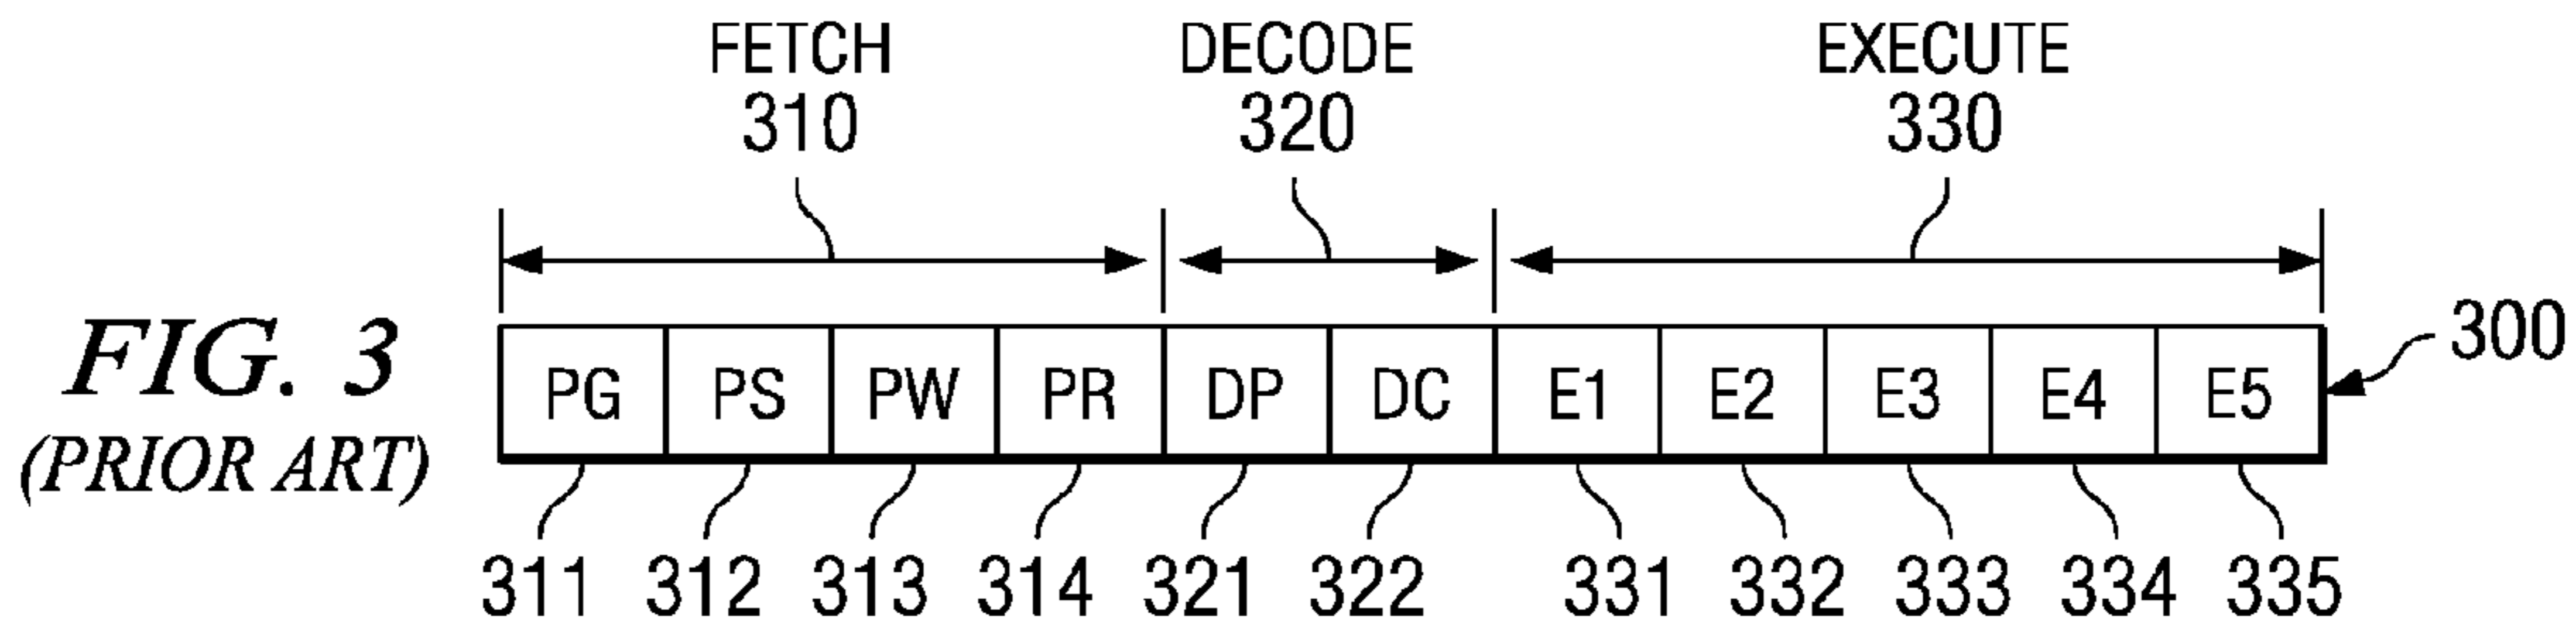 FETCH DECODE EXECUTE
310 320 330
300
FIG. 3
(PRIOR ART)
PG PS PW PR DP DC E1 E2 E3 E4 E5
311 312 313 314 321 322 331 332 333 334 335